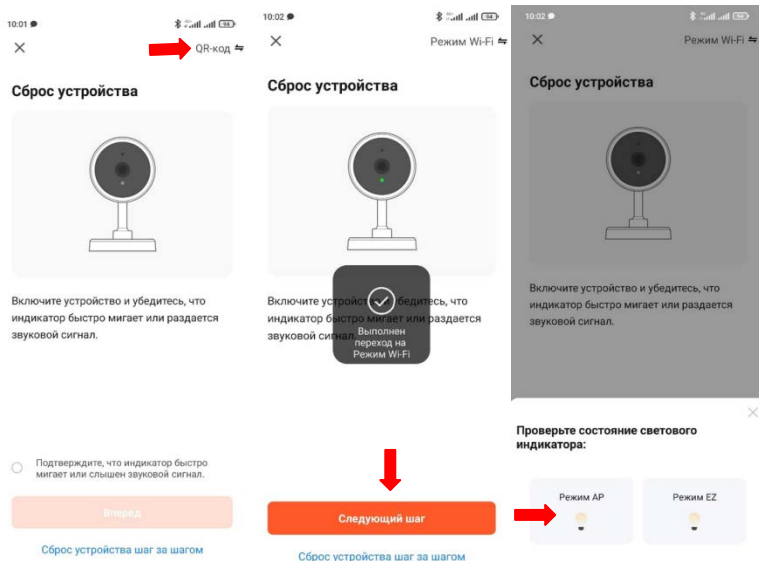 10:01
QR-код
Сброс устройства
Включите устройство и убедитесь, что
индикатор быстро мигает или раздается
звуковой сигнал.
Подтверждите, что индикатор быстро
мигает или слышен звуковой сигнал.
Вперед
Сброс устройства шаг за шагом
10:02
Режим Wi-Fi
Сброс устройства
Включите устройство и убедитесь, что
индикатор быстро мигает или раздается
звуковой сигнал.
Выполнен
переход на
Режим Wi-Fi
Следующий шаг
Сброс устройства шаг за шагом
10:02
Режим Wi-Fi
Сброс устройства
Включите устройство и убедитесь, что
индикатор быстро мигает или раздается
звуковой сигнал.
Проверьте состояние светового
индикатора:
Режим AP
Режим EZ